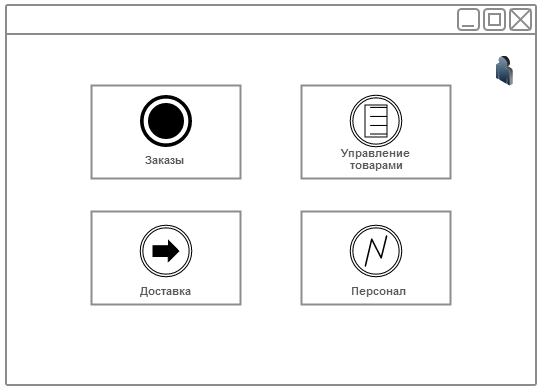 Заказы
Управление
товарами
Доставка
Персонал